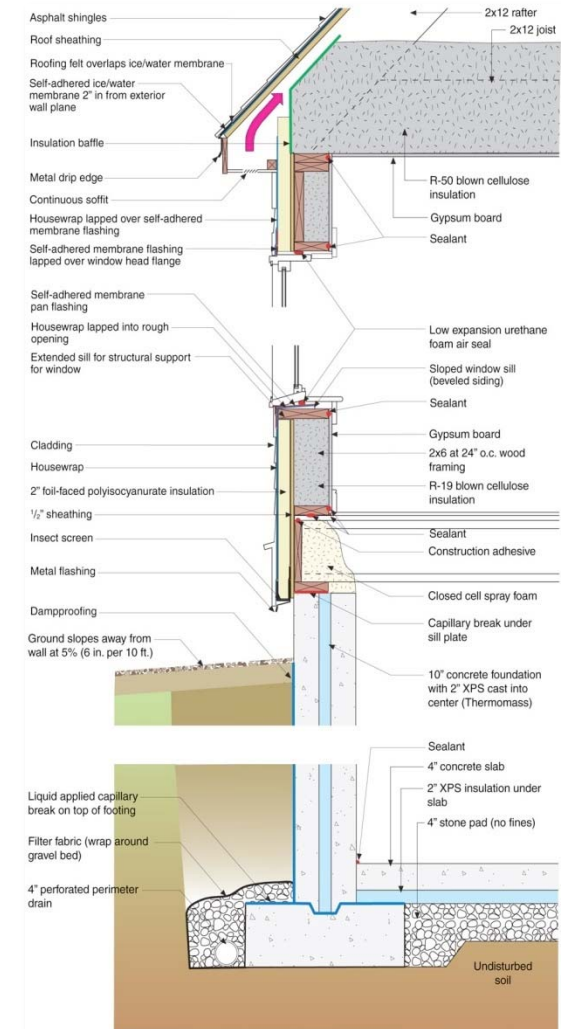 Asphalt shingles
Roof sheathing
Roofing felt overlaps ice/water membrane
Self-adhered ice/water
membrane 2” in from exterior
wall plane
Insulation baffle
Metal drip edge
Continuous soffit
Housewrap lapped over self-adhered
membrane flashing
Self-adhered membrane flashing
lapped over window head flange
2x12 rafter
2x12 joist
R-50 blown cellulose
insulation
Gypsum board
Sealant
Self-adhered membrane
pan flashing
Housewrap lapped into rough
opening
Extended sill for structural support
for window
Cladding
Housewrap
2” foil-faced polyisocyanurate insulation
½” sheathing
Insect screen
Metal flashing
Dampproofing
Ground slopes away from
wall at 5% (6 in. per 10 ft.)
Low expansion urethane
foam air seal
Sloped window sill
(beveled siding)
Sealant
Gypsum board
2x6 at 24” o.c. wood
framing
R-19 blown cellulose
insulation
Sealant
Construction adhesive
Closed cell spray foam
Capillary break under
sill plate
10” concrete foundation
with 2” XPS cast into
center (Thermomass)
Liquid applied capillary
break on top of footing
Filter fabric (wrap around
gravel bed)
4” perforated perimeter
drain
Sealant
4” concrete slab
2” XPS insulation under
slab
4” stone pad (no fines)
Undisturbed
soil